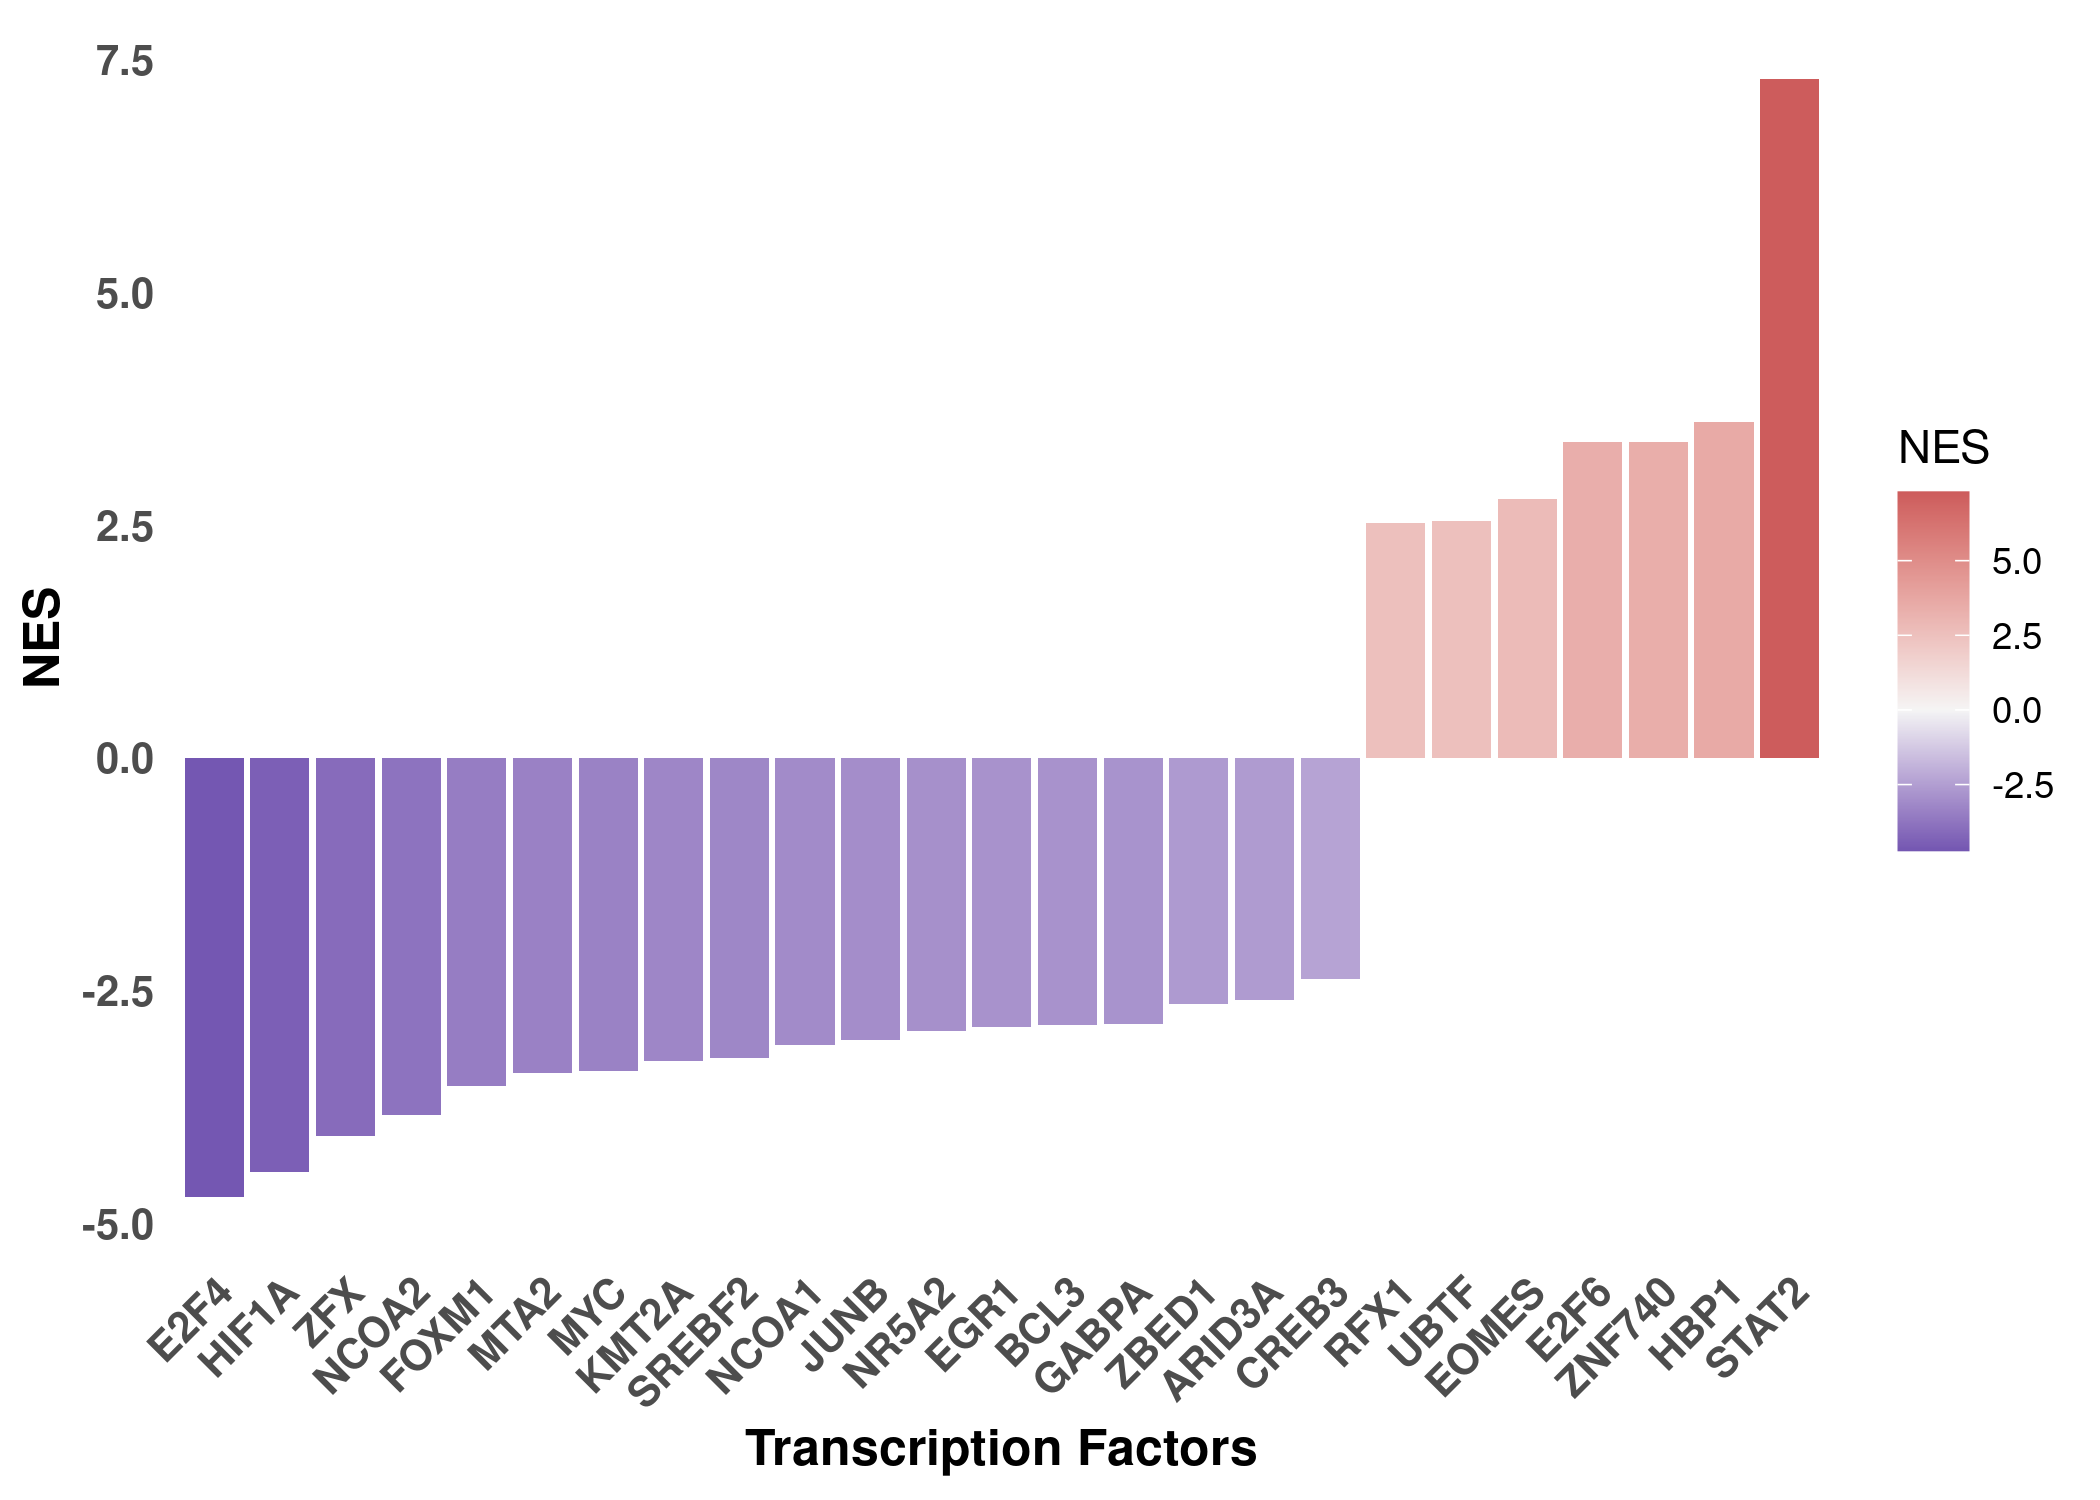 7.5
5.0
2.5
0.0
-2.5
-5.0
NES
E2F4
HIF1A
ZFX
NCOA2
FOXM1
MTA2
MYC
KMT2A
SREBF2
NCOA1
JUNB
NR5A2
EGR1
BCL3
GABPA
ZBED1
ARID3A
CREB3
RFX1
UBTF
EOMES
E2F6
ZNF740
HBP1
STAT2
Transcription Factors
NES
5.0
2.5
0.0
-2.5